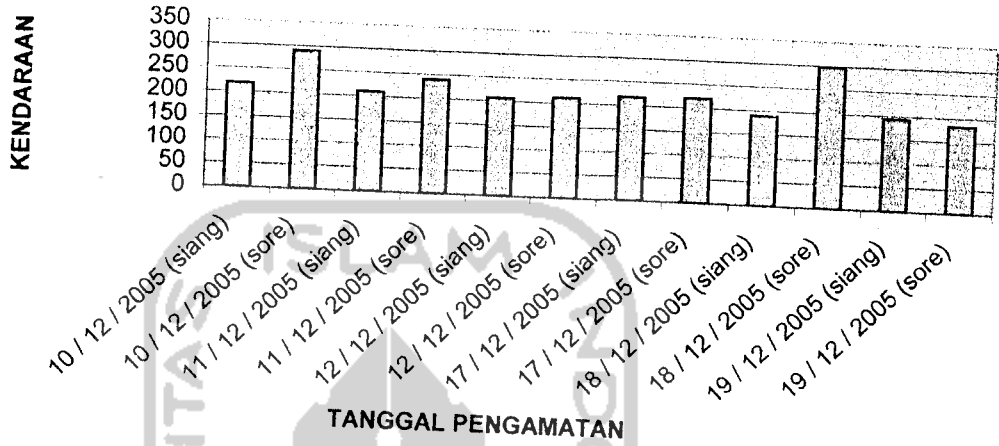 KENDARAAN
350
300
250
200
150
100
50
0
10 / 12 / 2005 (siang)
10 / 12 / 2005 (sore)
11 / 12 / 2005 (siang)
11 / 12 / 2005 (sore)
12 / 12 / 2005 (siang)
12 / 12 / 2005 (sore)
17 / 12 / 2005 (siang)
17 / 12 / 2005 (sore)
18 / 12 / 2005 (siang)
18 / 12 / 2005 (sore)
19 / 12 / 2005 (siang)
19 / 12 / 2005 (sore)
TANGGAL PENGAMATAN
ISLAM